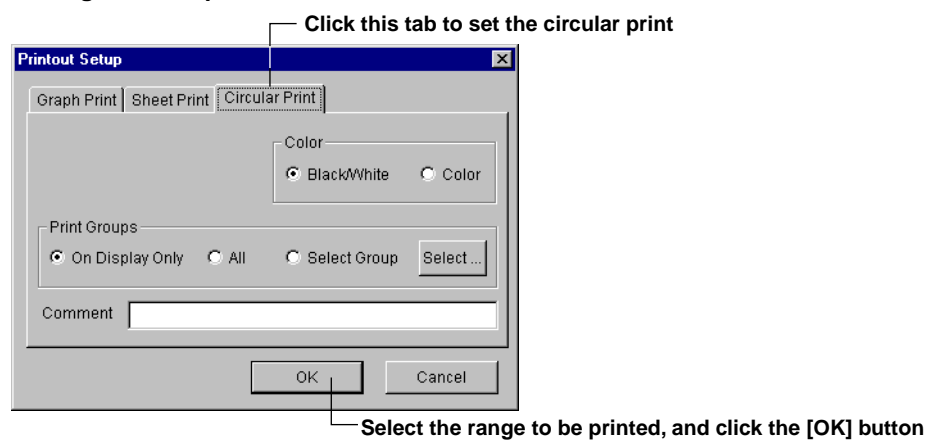 Click this tab to set the circular print
Printout Setup
Graph Print Sheet Print Circular Print
Color
Black/White Color
Print Groups
On Display Only All Select Group Select ...
Comment
OK Cancel
Select the range to be printed, and click the [OK] button